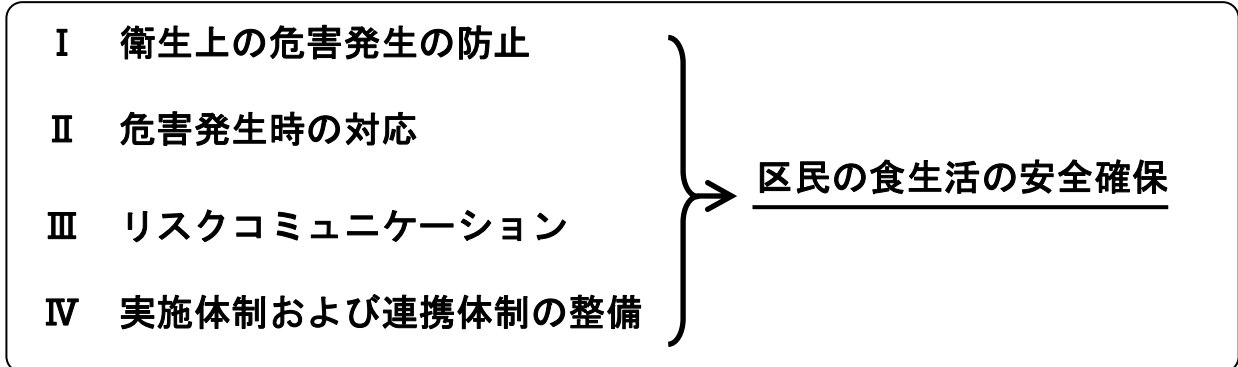 Ⅰ 衛生上の危害発生の防止
Ⅱ 危害発生時の対応
Ⅲ リスクコミュニケーション
Ⅳ 実施体制および連携体制の整備
区民の食生活の安全確保